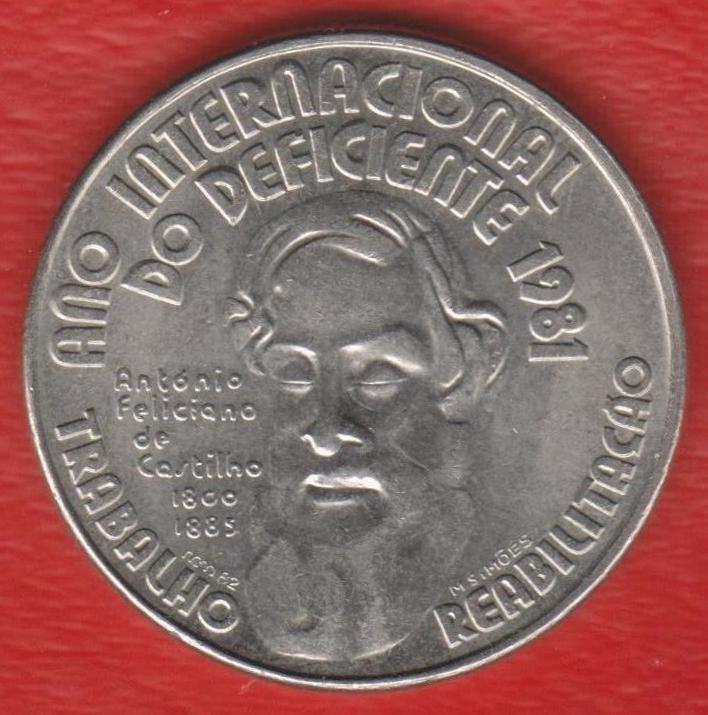 AnO InTERnACIOnAL
DO DEFICIEnTE 1981
António
Feliciano
de
Castilho
1800
1885
TRABALHO
M. SIMÕES
REABILITAÇÃO